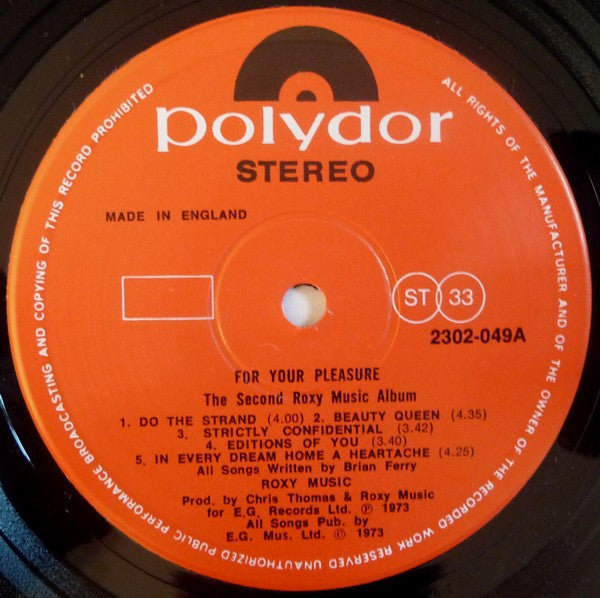 polydor
STEREO
MADE IN ENGLAND
ST 33
2302-049A
FOR YOUR PLEASURE
The Second Roxy Music Album
1. DO THE STRAND (4.00) 2. BEAUTY QUEEN (4.35)
3. STRICTLY CONFIDENTIAL (3.42)
4. EDITIONS OF YOU (3.40)
5. IN EVERY DREAM HOME A HEARTACHE (4.25)
All Songs Written by Brian Ferry
ROXY MUSIC
Prod. by Chris Thomas & Roxy Music
for E.G. Records Ltd. Ⓟ 1973
All Songs Pub. by
E.G. Mus. Ltd. © 1973
ALL RIGHTS OF THE MANUFACTURER AND OF THE OWNER OF THE RECORDED WORK RESERVED UNAUTHORIZED PUBLIC PERFORMANCE BROADCASTING AND COPYING OF THIS RECORD PROHIBITED